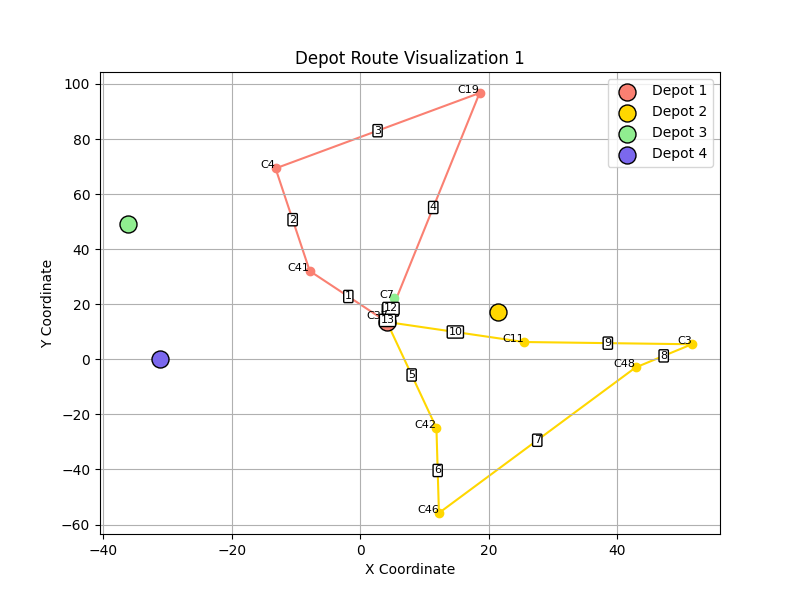 Depot Route Visualization 1
Depot 1
Depot 2
Depot 3
Depot 4
Y Coordinate
100
80
60
40
20
0
−20
−40
−60
C19
3
C4
4
2
C41
1
C7
12
13
10
C11
9
C3
8
C48
5
C42
7
6
C46
−40
−20
0
20
40
X Coordinate